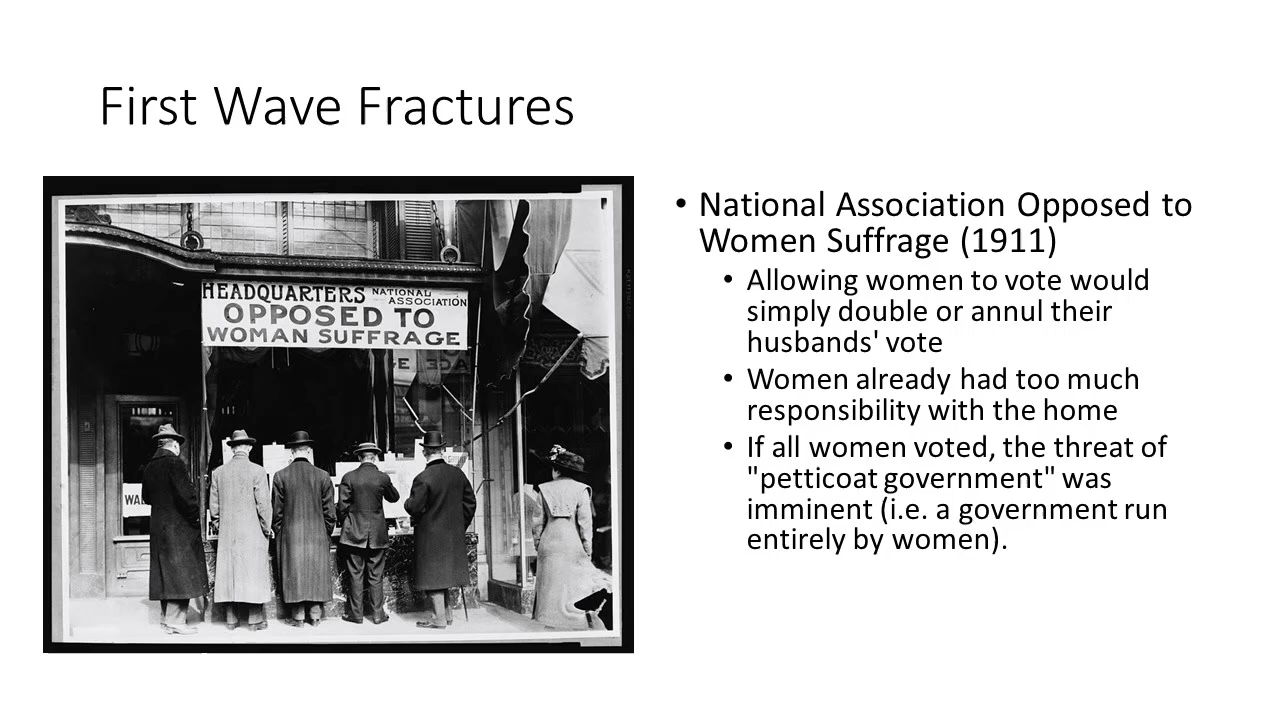 First Wave Fractures
HEADQUARTERS NATIONAL
ASSOCIATION
OPPOSED TO
WOMAN SUFFRAGE
• National Association Opposed to
Women Suffrage (1911)
• Allowing women to vote would
simply double or annul their
husbands' vote
• Women already had too much
responsibility with the home
• If all women voted, the threat of
"petticoat government" was
imminent (i.e. a government run
entirely by women).